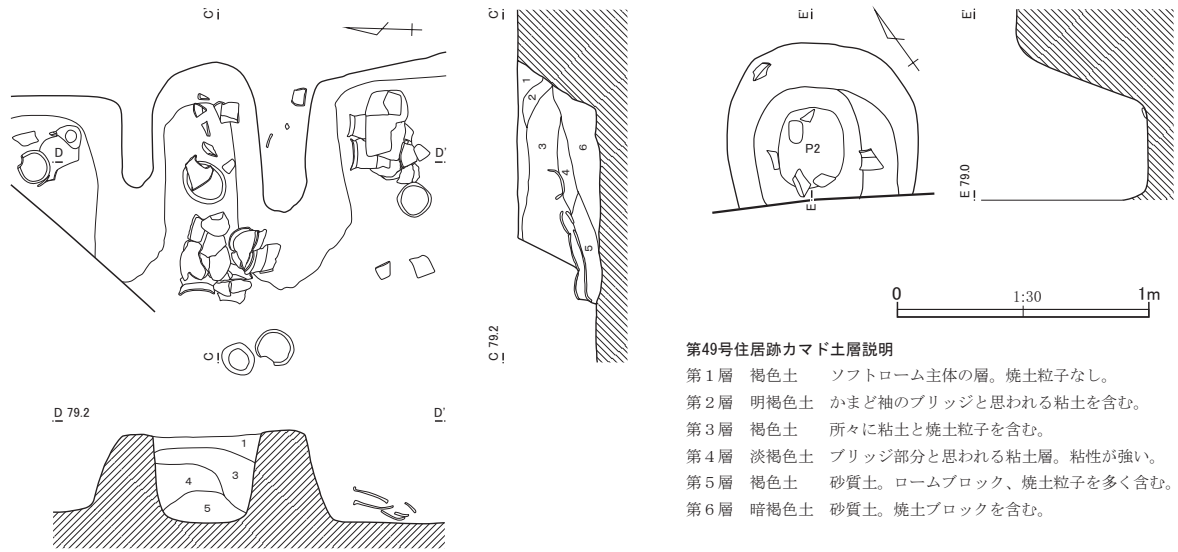 C'
D
D'
C
C'
1
2
3
6
4
5
C 79.2
E'
P2
E
E'
E 79.0
0
1:30
1m
D 79.2
D'
1
3
4
5
第49号住居跡カマド土層説明
第1層 褐色土 ソフトローム主体の層。焼土粒子なし。
第2層 明褐色土 かまど袖のブリッジと思われる粘土を含む。
第3層 褐色土 所々に粘土と焼土粒子を含む。
第4層 淡褐色土 ブリッジ部分と思われる粘土層。粘性が強い。
第5層 褐色土 砂質土。ロームブロック、焼土粒子を多く含む。
第6層 暗褐色土 砂質土。焼土ブロックを含む。